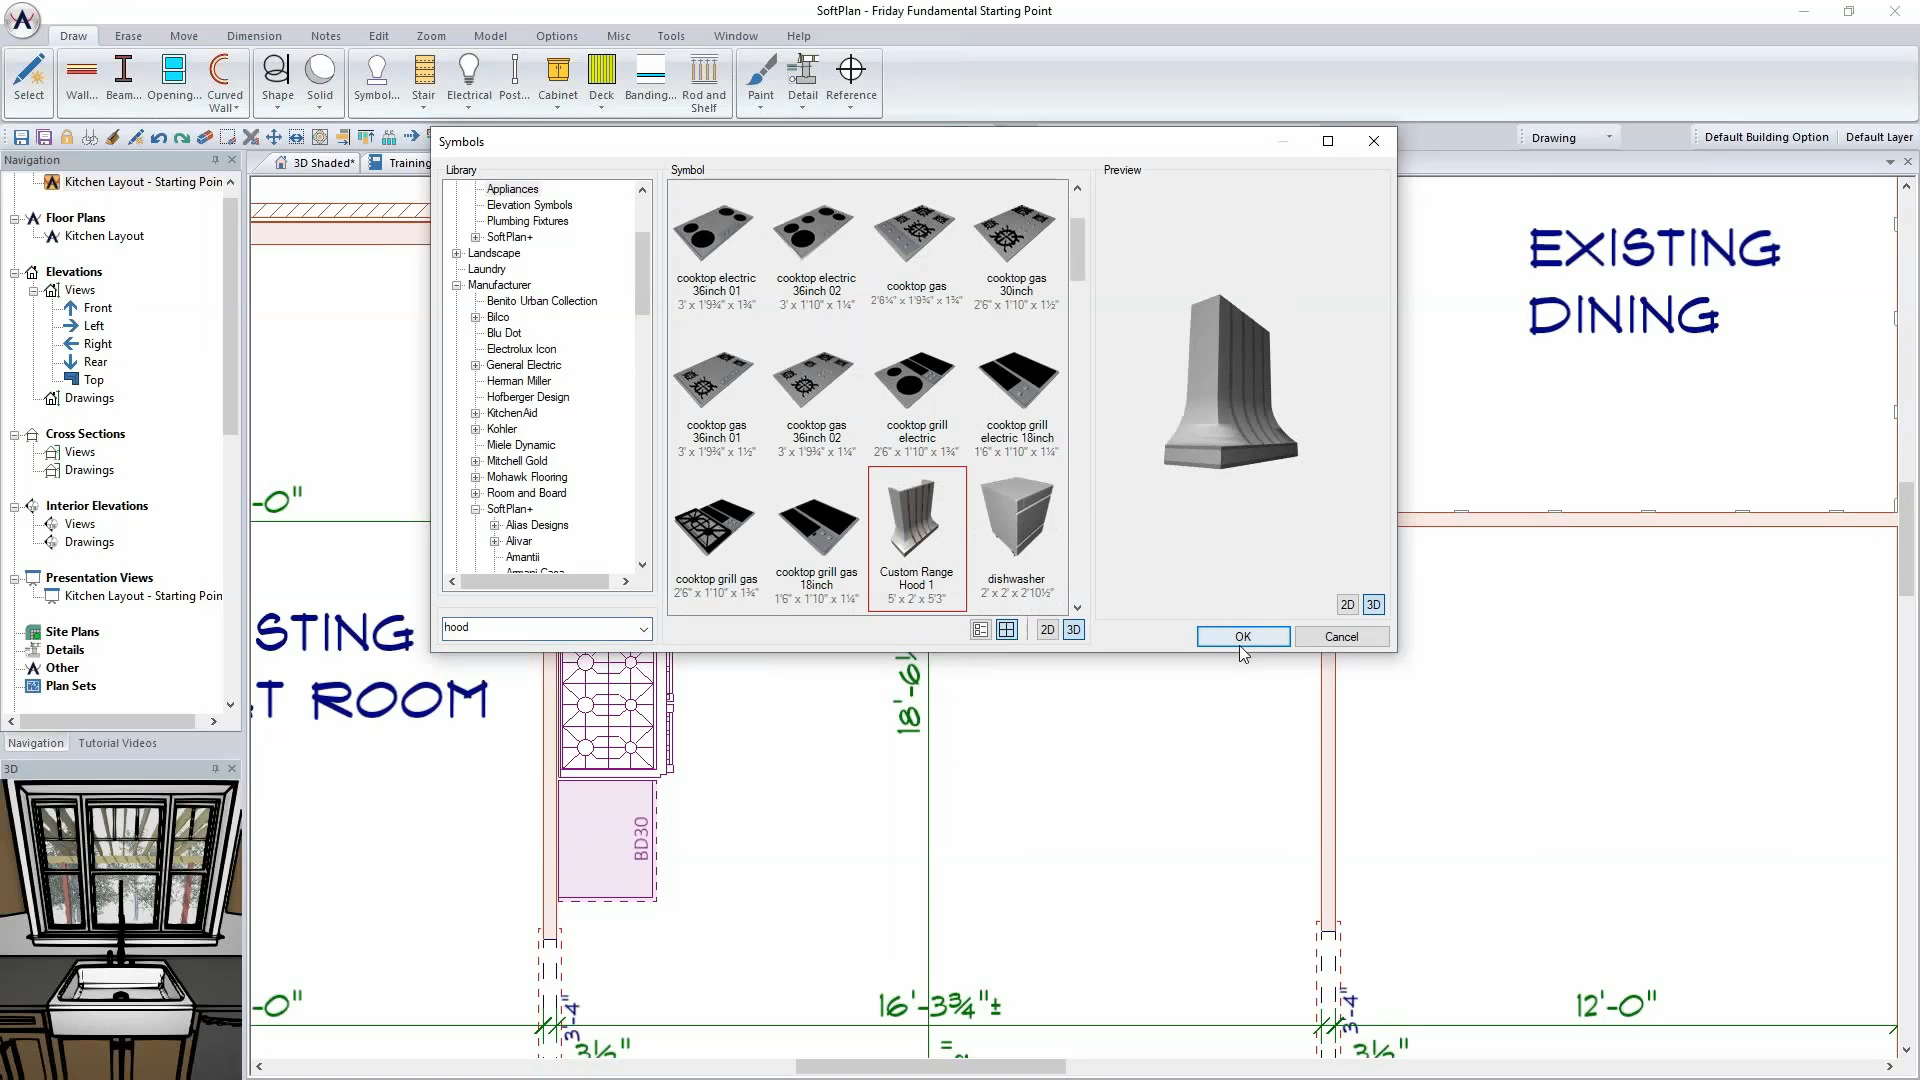 SoftPlan - Friday Fundamental Starting Point
Draw Erase Move Dimension Notes Edit Zoom Model Options Misc Tools Window Help
Select Wall... Beam... Opening... Curved Wall Shape Solid Symbol... Stair Electrical Post... Cabinet Deck Banding... Rod and Shelf Paint Detail Reference
Drawing Default Building Option Default Layer
Navigation
3D Shaded* Training
Kitchen Layout - Starting Poin
Floor Plans
Kitchen Layout
Elevations
Views
Front
Left
Right
Rear
Top
Drawings
Cross Sections
Views
Drawings
Interior Elevations
Views
Drawings
Presentation Views
Kitchen Layout - Starting Poin
Site Plans
Details
Other
Plan Sets
Navigation Tutorial Videos
3D
Symbols
Library
Appliances
Elevation Symbols
Plumbing Fixtures
SoftPlan+
Landscape
Laundry
Manufacturer
Benito Urban Collection
Bilco
Blu Dot
Electrolux Icon
General Electric
Herman Miller
Hofberger Design
KitchenAid
Kohler
Miele Dynamic
Mitchell Gold
Mohawk Flooring
Room and Board
SoftPlan+
Alias Designs
Alivar
Amantii
hood
Symbol
cooktop electric 36inch 01
3' x 1'9¾" x 1¾"
cooktop electric 36inch 02
3' x 1'10" x 1¼"
cooktop gas
2'6¼" x 1'9¾" x 1¾"
cooktop gas 30inch
2'6" x 1'10" x 1½"
cooktop gas 36inch 01
3' x 1'9¾" x 1½"
cooktop gas 36inch 02
3' x 1'9¾" x 1¼"
cooktop grill electric
2'6" x 1'10" x 1¾"
cooktop grill electric 18inch
1'6" x 1'10" x 1¼"
cooktop grill gas
2'6" x 1'10" x 1¾"
cooktop grill gas 18inch
1'6" x 1'10" x 1¼"
Custom Range Hood 1
5' x 2' x 5'3"
dishwasher
2' x 2' x 2'10½"
2D 3D
Preview
2D 3D
OK Cancel
EXISTING
DINING
-0"
STING
T ROOM
18'-6
BD30
-0"
16'-3¾"±
12'-0"
3'-4"
3'-4"
3½"
=
3½"